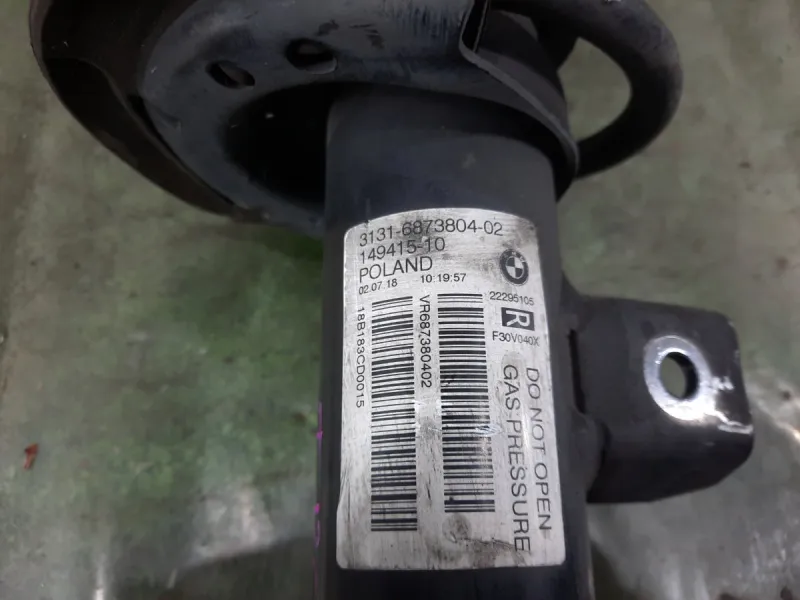 3131-6873804-02
149415-10
POLAND
02.07.18 10:19:57
22295105
R
F30V040X
18B183CD0015
VR687380402
DO NOT OPEN
GAS PRESSURE